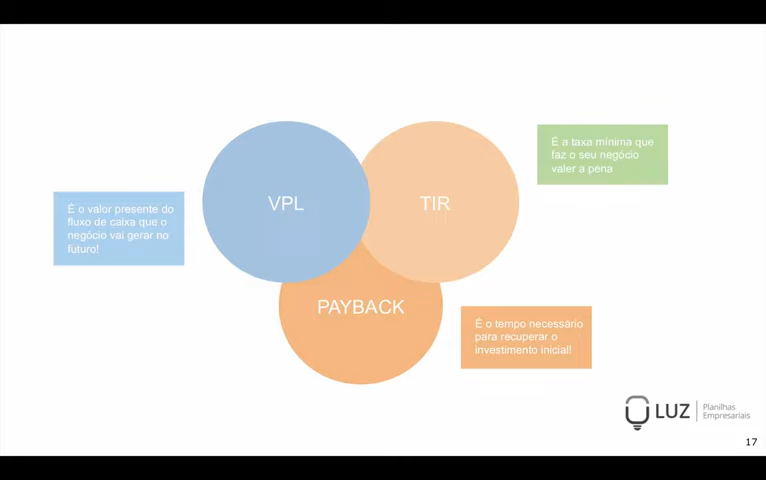 É a taxa mínima que
faz o seu negócio
valer a pena
VPL
TIR
É o valor presente do
fluxo de caixa que o
negócio vai gerar no
futuro!
PAYBACK
É o tempo necessário
para recuperar o
investimento inicial!
LUZ
Planilhas
Empresariais
17